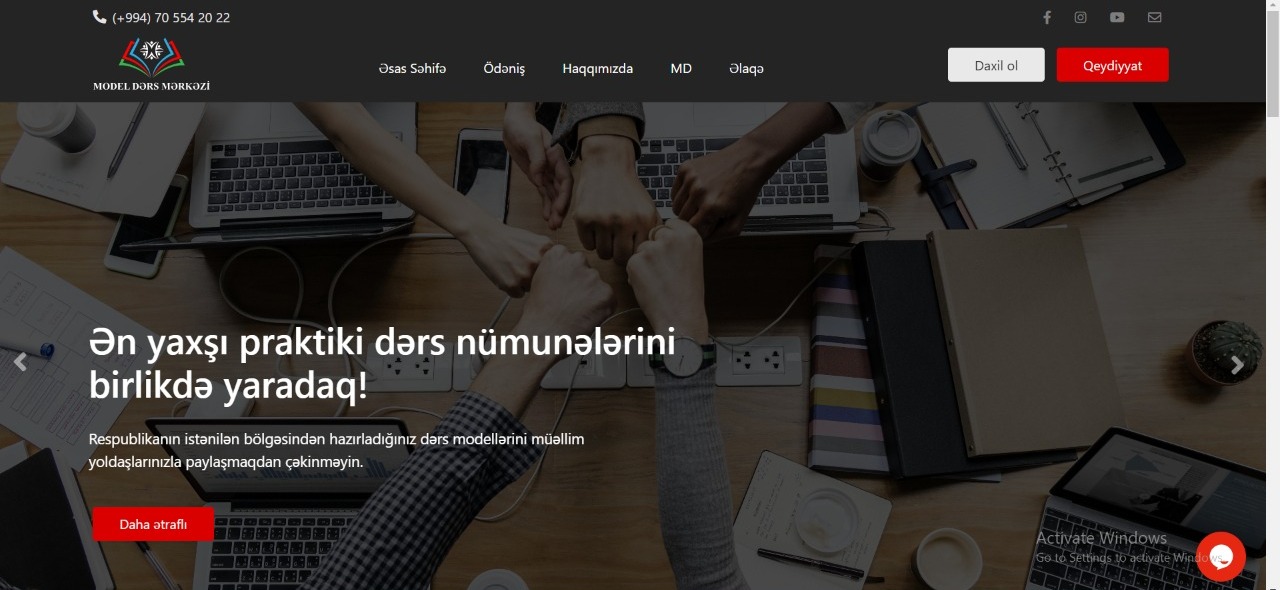 (+994) 70 554 20 22
MODEL DƏRS MƏRKƏZİ
Əsas Səhifə
Ödəniş
Haqqımızda
MD
Əlaqə
Daxil ol
Qeydiyyat
Ən yaxşı praktiki dərs nümunələrini
birlikdə yaradaq!
Respublikanın istənilən bölgəsindən hazırladığınız dərs modellərini müəllim
yoldaşlarınızla paylaşmaqdan çəkinməyin.
Daha ətraflı
Activate Windows
Go to Settings to activate Windows.